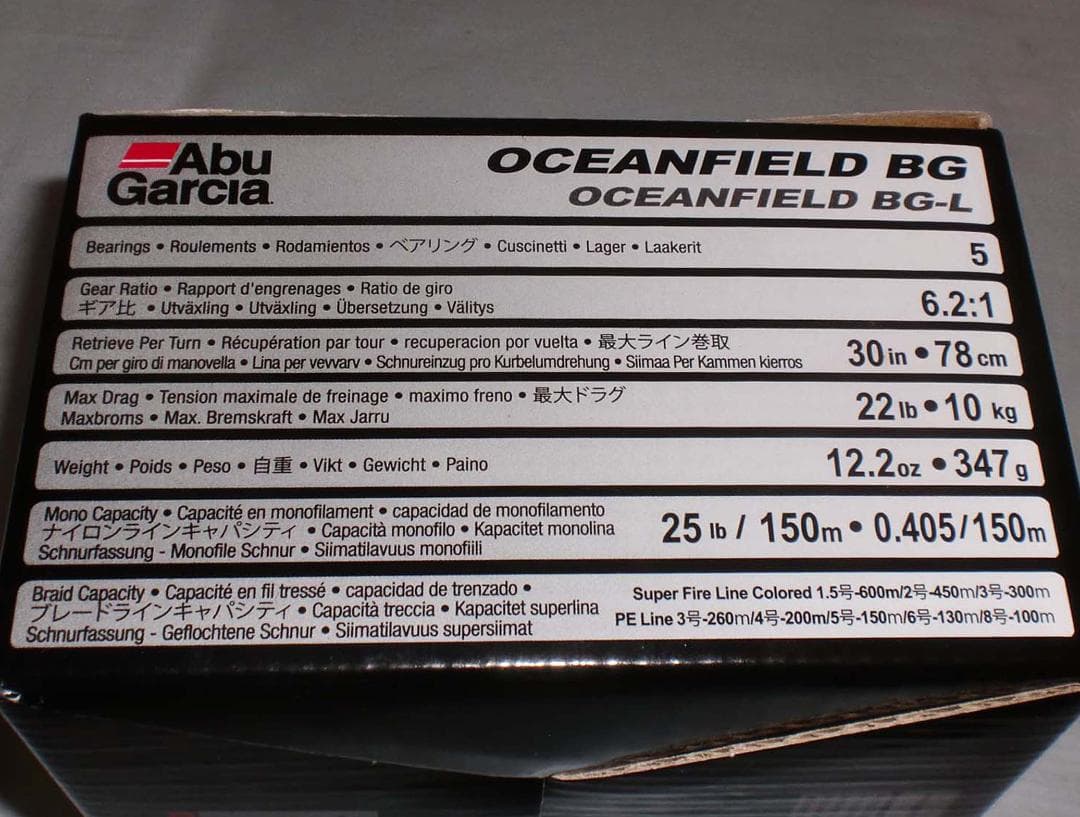 Abu
Garcia
OCEANFIELD BG
OCEANFIELD BG-L
Bearings • Roulements • Rodamientos • ベアリング • Cuscinetti • Lager • Laakerit
5
Gear Ratio • Rapport d'engrenages • Ratio de giro
ギア比 • Utväxling • Utväxling • Übersetzung • Välitys
6.2:1
Retrieve Per Turn • Récupération par tour • recuperacion por vuelta • 最大ライン巻取
Cm per giro di manovella • Lina per vevvarv • Schnureinzug pro Kurbelumdrehung • Siimaa Per Kammen kierros
30 in • 78 cm
Max Drag • Tension maximale de freinage • maximo freno • 最大ドラグ
Maxbroms • Max. Bremskraft • Max Jarru
22 lb • 10 kg
Weight • Poids • Peso • 自重 • Vikt • Gewicht • Paino
12.2oz • 347g
Mono Capacity • Capacité en monofilament • capacidad de monofilamento
ナイロンラインキャパシティ • Capacità monofilo • Kapacitet monolina
Schnurfassung - Monofile Schnur • Siimatilavuus monofiili
25 lb / 150m • 0.405/150m
Braid Capacity • Capacité en fil tressé • capacidad de trenzado •
ブレードラインキャパシティ • Capacità treccia • Kapacitet superlina
Schnurfassung - Geflochtene Schnur • Siimatilavuus supersiimat
Super Fire Line Colored 1.5号-600m/2号-450m/3号-300m
PE Line 3号-260m/4号-200m/5号-150m/6号-130m/8号-100m